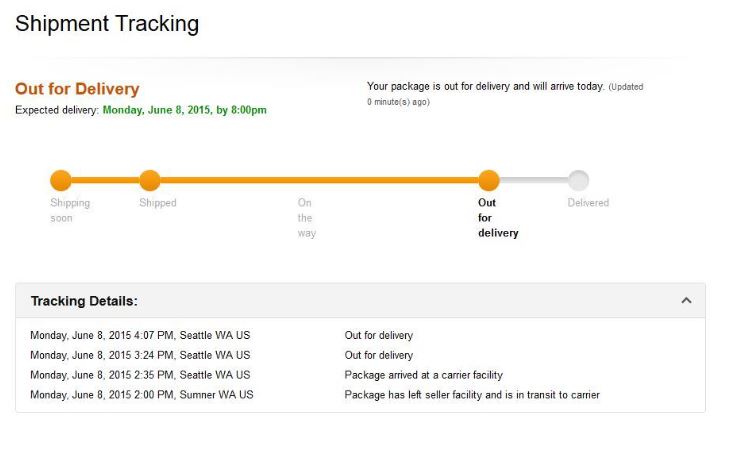 Shipment Tracking
Out for Delivery
Expected delivery: Monday, June 8, 2015, by 8:00pm
Your package is out for delivery and will arrive today. (Updated
0 minute(s) ago)
Shipping
soon
Shipped
On
the
way
Out
for
delivery
Delivered
Tracking Details:
Monday, June 8, 2015 4:07 PM, Seattle WA US Out for delivery
Monday, June 8, 2015 3:24 PM, Seattle WA US Out for delivery
Monday, June 8, 2015 2:35 PM, Seattle WA US Package arrived at a carrier facility
Monday, June 8, 2015 2:00 PM, Sumner WA US Package has left seller facility and is in transit to carrier